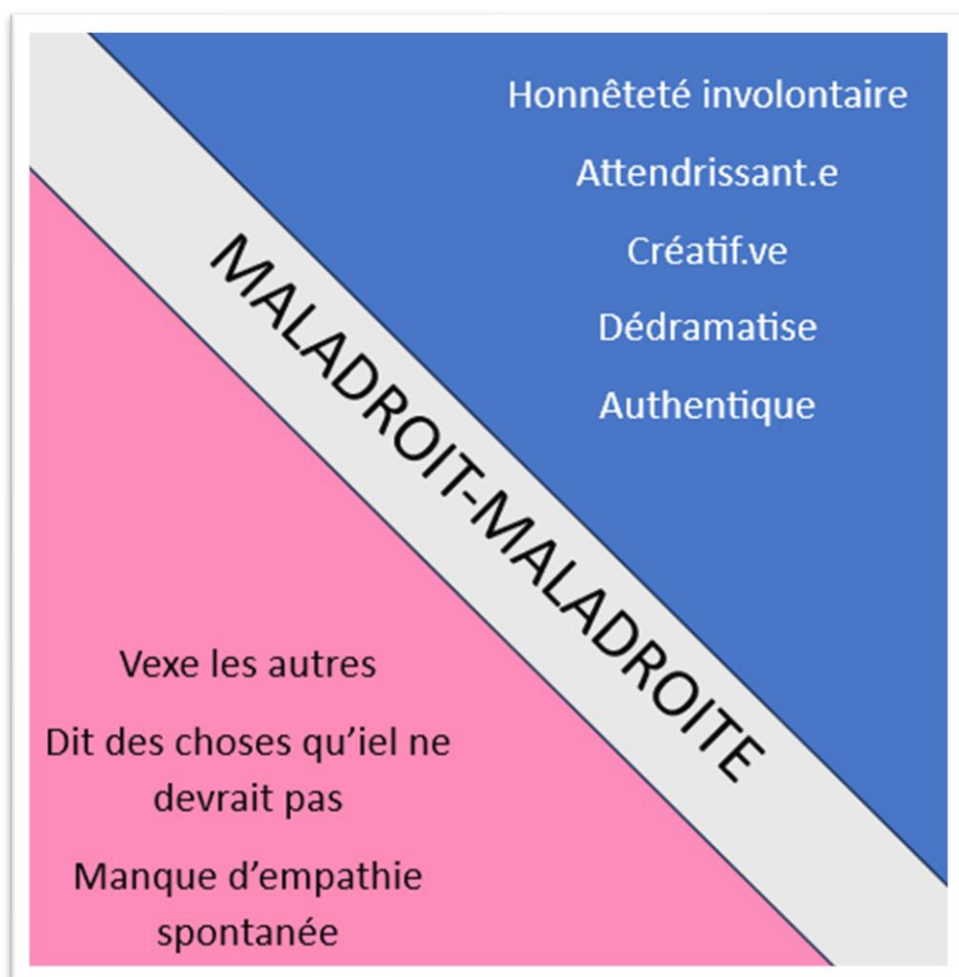 Honnêteté involontaire
Attendrissant.e
Créatif.ve
Dédramatise
Authentique
MALADROIT-MALADROITE
Vexe les autres
Dit des choses qu’iel ne
devrait pas
Manque d’empathie
spontanée